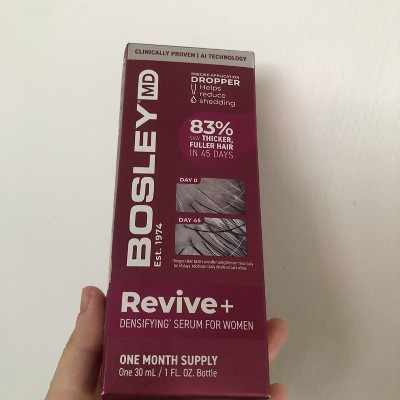 CLINICALLY PROVEN | AI TECHNOLOGY
BOSLEY MD
Est. 1974
DROPPER
Helps
reduce
shedding
83%
SAW THICKER,
FULLER HAIR
IN 45 DAYS
DAY 0
DAY 45
Revive+
DENSIFYING* SERUM FOR WOMEN
ONE MONTH SUPPLY
One 30 mL / 1 FL. OZ. Bottle